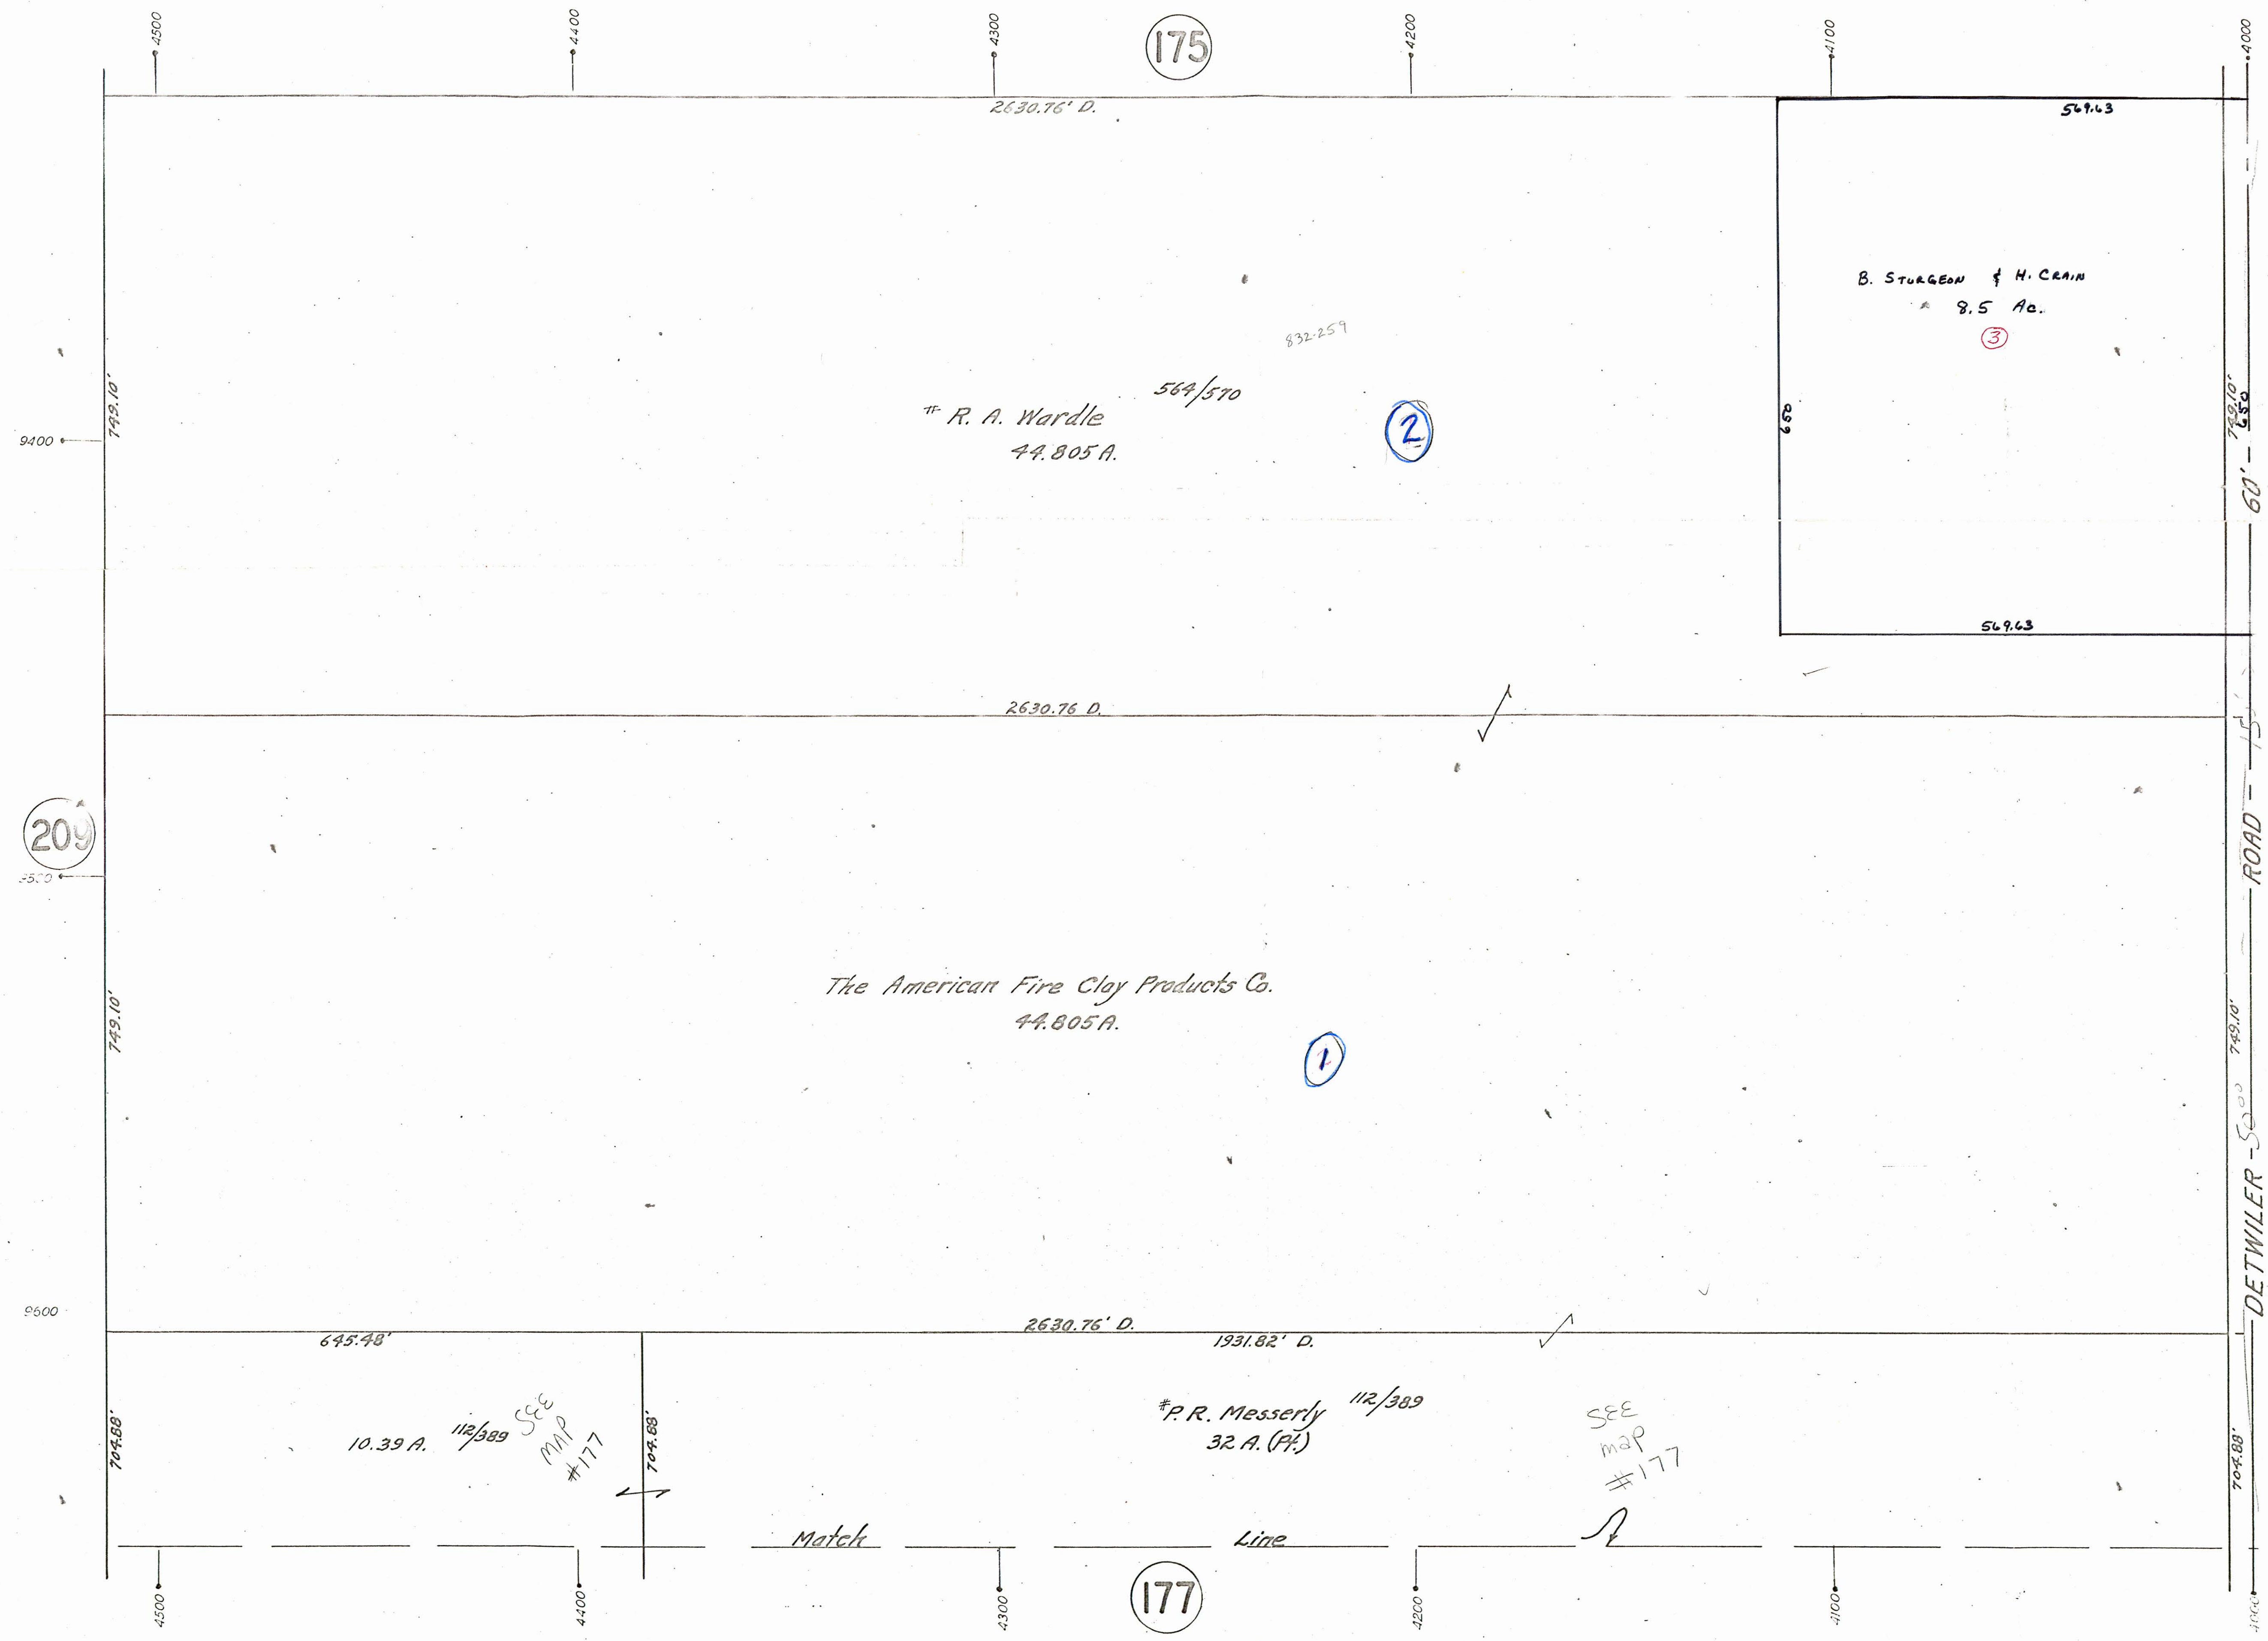 4500
4400
4300
175
4200
4100
4000
2630.76' D.
569.63
B. STURGEON & H. CRAIN
8.5 Ac.
3
832-259
564/570
# R. A. Wardle
44.805 A.
2
9400
749.10'
650
749.10'
650
60'
569.63
2630.76 D.
15'
ROAD
209
The American Fire Clay Products Co.
44.805 A.
1
749.10'
749.10'
50
DETWILER
9600
2630.76' D.
645.48'
1931.82' D.
704.88'
10.39 A. 112/389
SEE
MAP
#177
704.88'
# P. R. Messerly 112/389
32 A. (Pt.)
SEE
map
#177
704.88'
Match Line
4500
4400
4300
177
4200
4100
4000